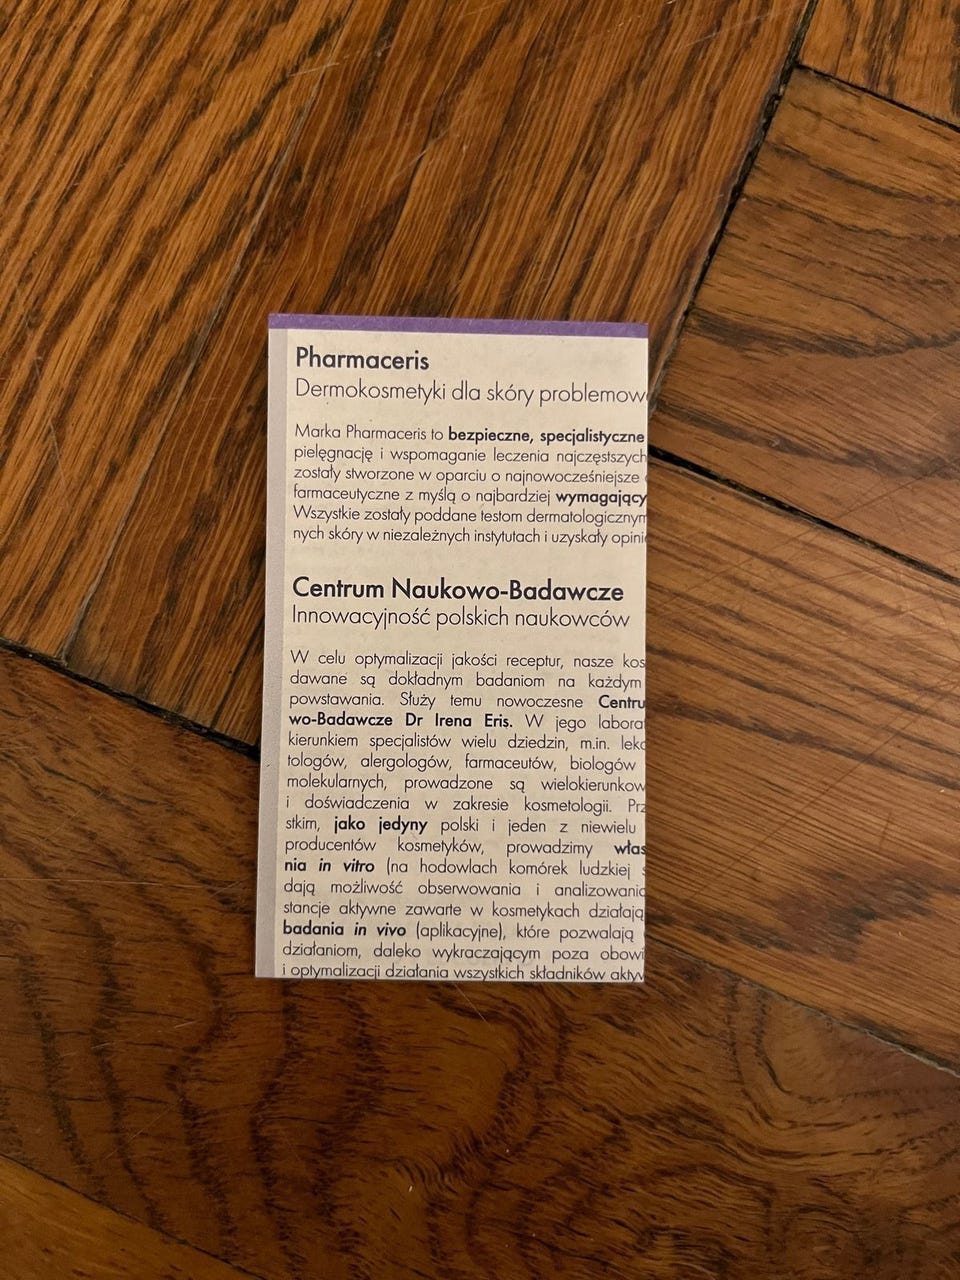 Pharmaceris
Dermokosmetyki dla skóry problemow
Marka Pharmaceris to bezpieczne, specjalistyczne
pielęgnację i wspomaganie leczenia najczęstszych
zostały stworzone w oparciu o najnowocześniejsze
farmaceutyczne z myślą o najbardziej wymagający
Wszystkie zostały poddane testom dermatologicznym
nych skóry w niezależnych instytutach i uzyskały opini
Centrum Naukowo-Badawcze
Innowacyjność polskich naukowców
W celu optymalizacji jakości receptur, nasze kos
dawane są dokładnym badaniom na każdym
powstawania. Służy temu nowoczesne Centru
wo-Badawcze Dr Irena Eris. W jego labora
kierunkiem specjalistów wielu dziedzin, m.in. leka
tologów, alergologów, farmaceutów, biologów
molekularnych, prowadzone są wielokierunkow
i doświadczenia w zakresie kosmetologii. Prz
stkim, jako jedyny polski i jeden z niewielu
producentów kosmetyków, prowadzimy włas
nia in vitro (na hodowlach komórek ludzkiej s
dają możliwość obserwowania i analizowania
stancje aktywne zawarte w kosmetykach działają
badania in vivo (aplikacyjne), które pozwalają
działaniom, daleko wykraczającym poza obowi
i optymalizacji działania wszystkich składników aktyw